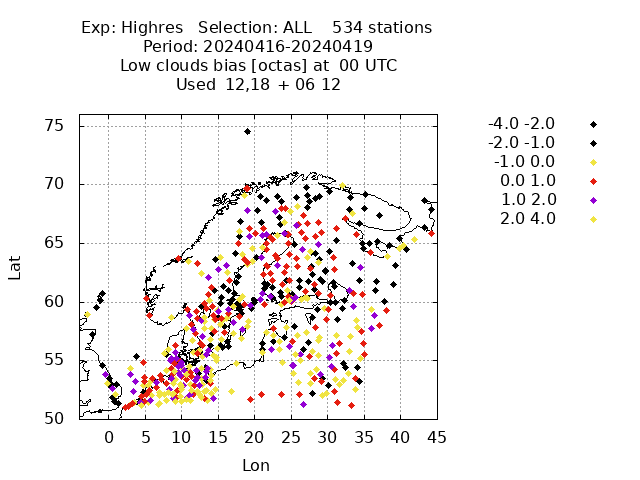 Exp: Highres Selection: ALL 534 stations
Period: 20240416-20240419
Low clouds bias [octas] at 00 UTC
Used 12,18 + 06 12
-4.0 -2.0
-2.0 -1.0
-1.0 0.0
0.0 1.0
1.0 2.0
2.0 4.0
75
70
65
60
55
50
Lat
0 5 10 15 20 25 30 35 40 45
Lon